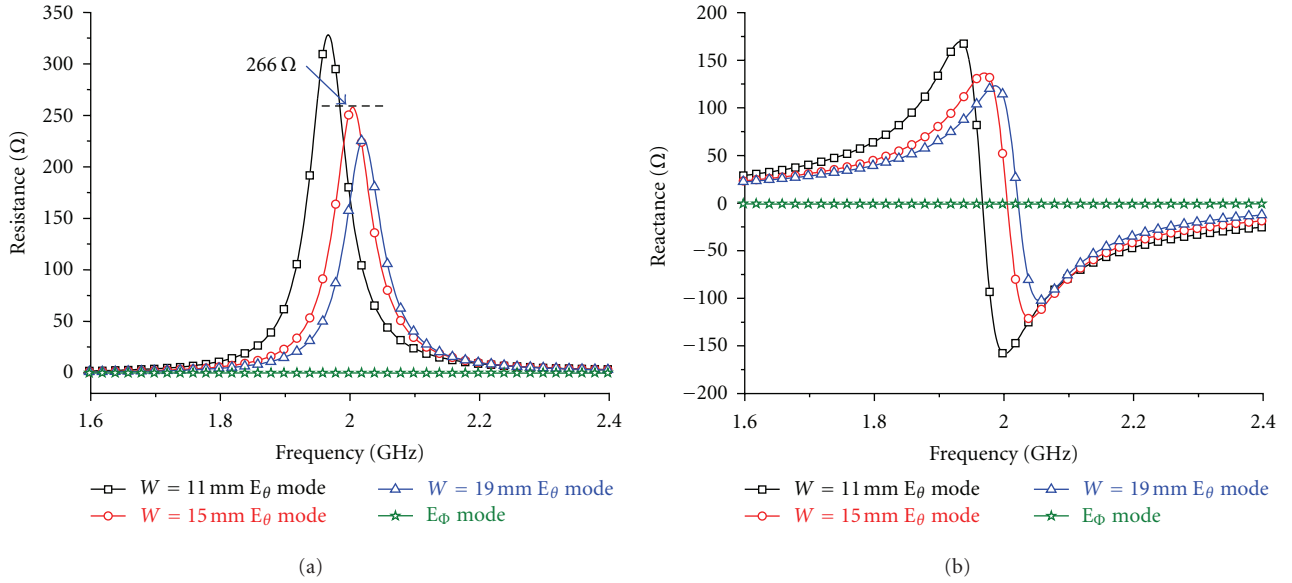 350
300
250
200
150
100
50
0
Resistance (Ω)
266 Ω
1.6 1.8 2 2.2 2.4
Frequency (GHz)
W = 11 mm Eθ mode
W = 15 mm Eθ mode
W = 19 mm Eθ mode
EΦ mode
(a)
200
150
100
50
0
−50
−100
−150
−200
Reactance (Ω)
1.6 1.8 2 2.2 2.4
Frequency (GHz)
W = 11 mm Eθ mode
W = 15 mm Eθ mode
W = 19 mm Eθ mode
EΦ mode
(b)